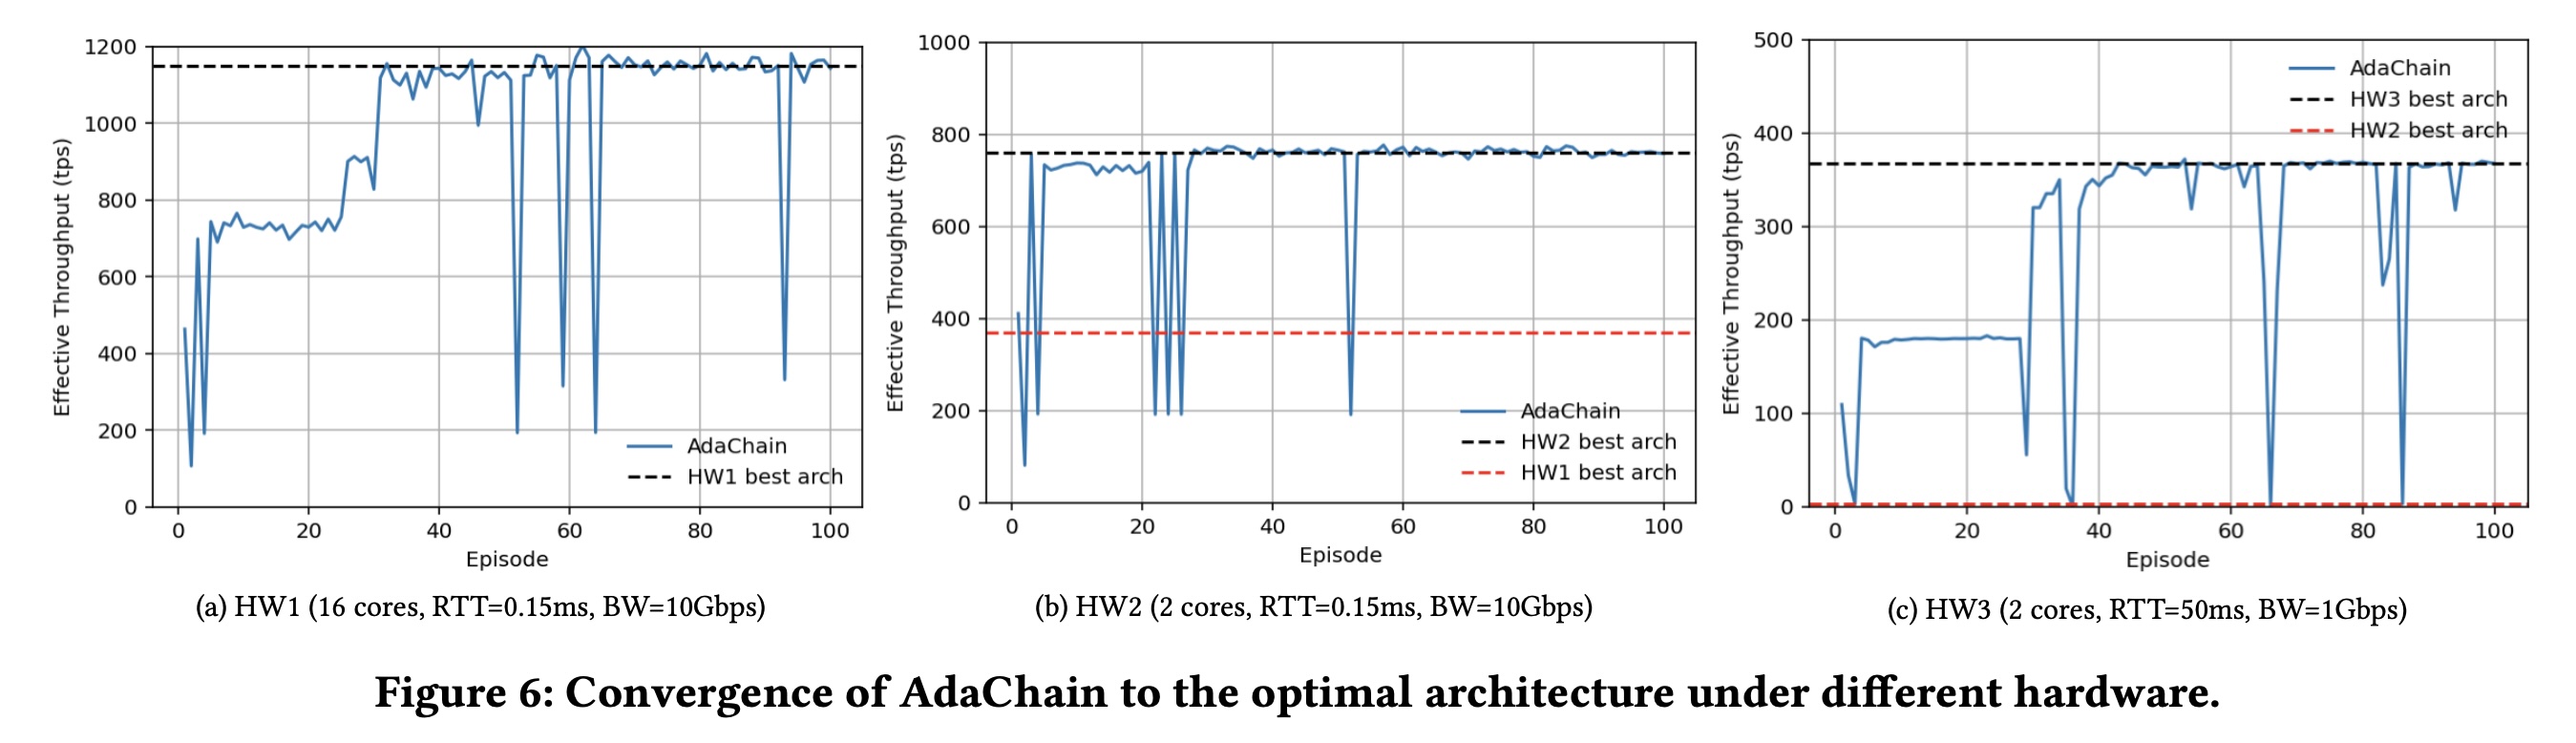 1200
1000
800
600
400
200
0
Effective Throughput (tps)
AdaChain
HW1 best arch
0 20 40 60 80 100
Episode
(a) HW1 (16 cores, RTT=0.15ms, BW=10Gbps)
1000
800
600
400
200
0
Effective Throughput (tps)
AdaChain
HW2 best arch
HW1 best arch
0 20 40 60 80 100
Episode
(b) HW2 (2 cores, RTT=0.15ms, BW=10Gbps)
500
400
300
200
100
0
Effective Throughput (tps)
AdaChain
HW3 best arch
HW2 best arch
0 20 40 60 80 100
Episode
(c) HW3 (2 cores, RTT=50ms, BW=1Gbps)
Figure 6: Convergence of AdaChain to the optimal architecture under different hardware.